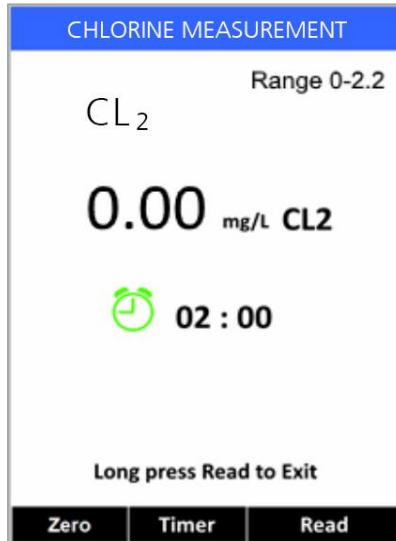 CHLORINE MEASUREMENT
Range 0-2.2
CL2
0.00 mg/L CL2
02 : 00
Long press Read to Exit
Zero Timer Read